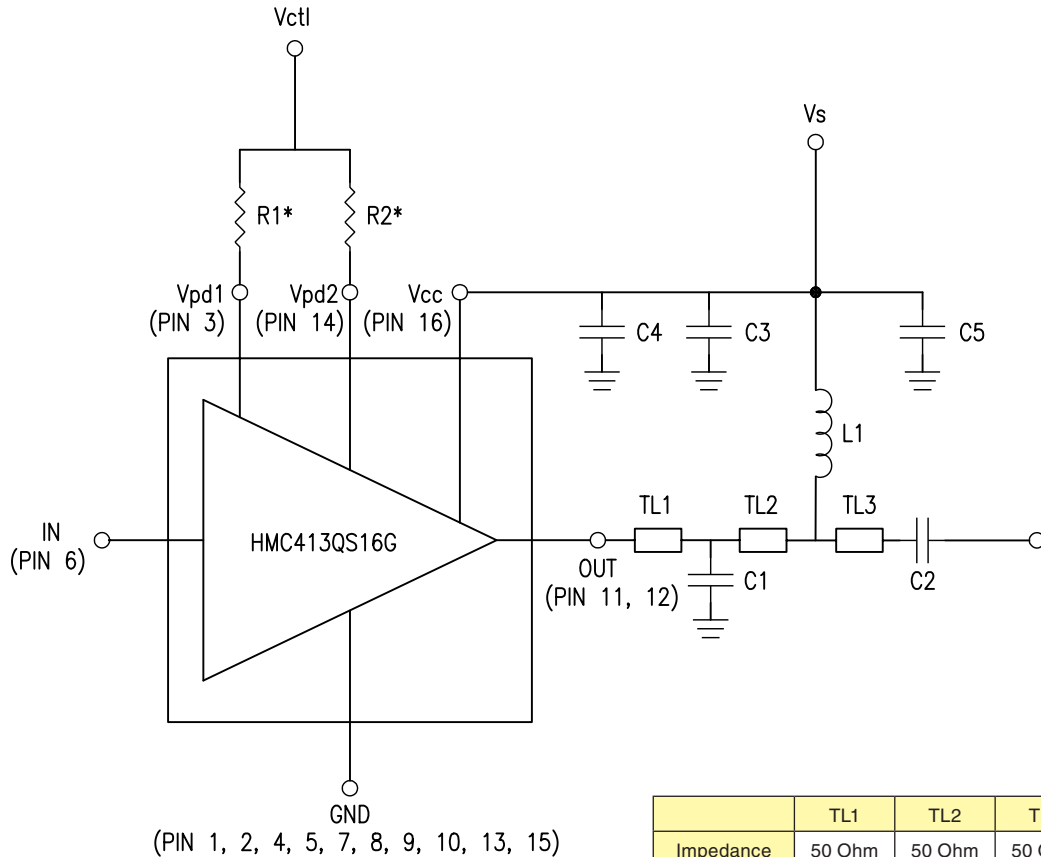 Vctl
Vs
R1*
R2*
Vpd1
(PIN 3)
Vpd2
(PIN 14)
Vcc
(PIN 16)
C4
C3
C5
L1
TL1
TL2
TL3
IN
(PIN 6)
HMC413QS16G
OUT
(PIN 11, 12)
C1
C2
GND
(PIN 1, 2, 4, 5, 7, 8, 9, 10, 13, 15)
TL1 TL2
Impedance 50 Ohm 50 Ohm 50